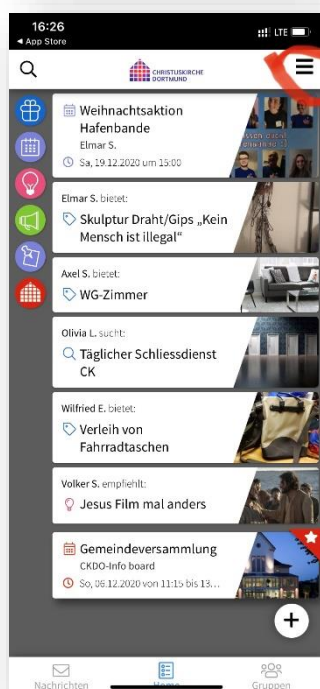 16:26
LTE
App Store
CHRISTUSKIRCHE
DORTMUND
Weihnachtsaktion
Hafenbande
Elmar S.
Sa, 19.12.2020 um 15:00
Elmar S. bietet:
Skulptur Draht/Gips „Kein
Mensch ist illegal“
Axel S. bietet:
WG-Zimmer
Olivia L. sucht:
Täglicher Schliessdienst
CK
Wilfried E. bietet:
Verleih von
Fahrradtaschen
Volker S. empfiehlt:
Jesus Film mal anders
Gemeindeversammlung
CKDO-Info board
So, 06.12.2020 von 11:15 bis 13...
Nachrichten
Home
Gruppen